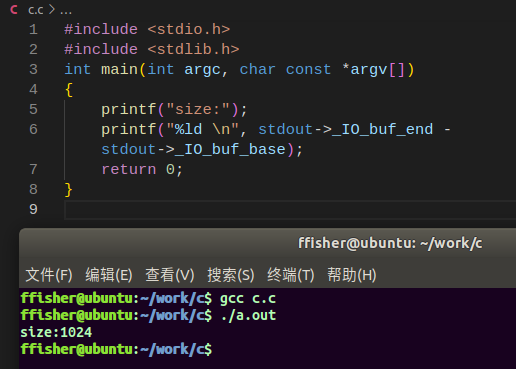 C c.c > ...
1 #include <stdio.h>
2 #include <stdlib.h>
3 int main(int argc, char const *argv[])
4 {
5     printf("size:");
6     printf("%ld \n", stdout->_IO_buf_end -
    stdout->_IO_buf_base);
7     return 0;
8 }
9
ffisher@ubuntu: ~/work/c
文件(F) 编辑(E) 查看(V) 搜索(S) 终端(T) 帮助(H)
ffisher@ubuntu:~/work/c$ gcc c.c
ffisher@ubuntu:~/work/c$ ./a.out
size:1024
ffisher@ubuntu:~/work/c$